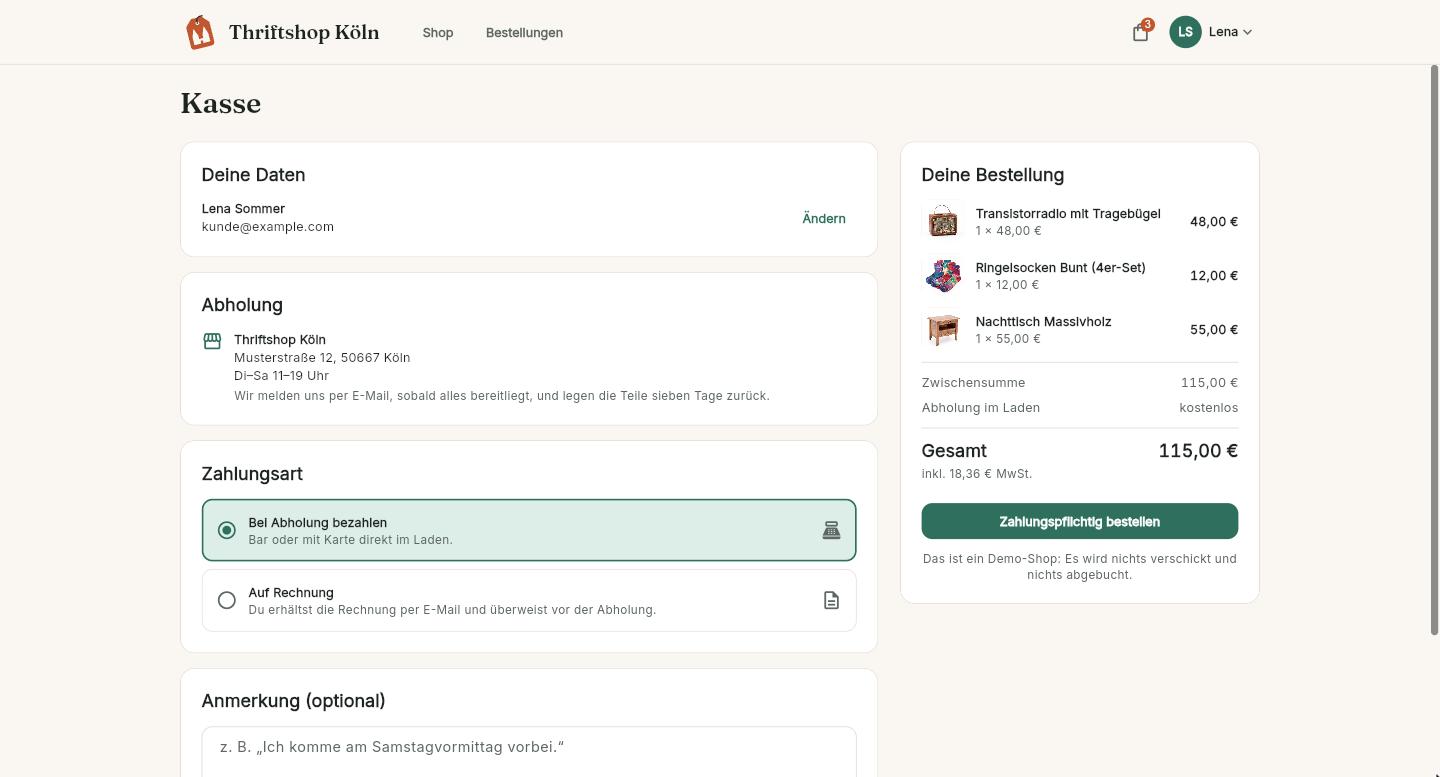 Thriftshop Köln
Shop
Bestellungen
3
LS
Lena
Kasse
Deine Daten
Lena Sommer
kunde@example.com
Ändern
Abholung
Thriftshop Köln
Musterstraße 12, 50667 Köln
Di–Sa 11–19 Uhr
Wir melden uns per E-Mail, sobald alles bereitliegt, und legen die Teile sieben Tage zurück.
Zahlungsart
Bei Abholung bezahlen
Bar oder mit Karte direkt im Laden.
Auf Rechnung
Du erhältst die Rechnung per E-Mail und überweist vor der Abholung.
Anmerkung (optional)
z. B. „Ich komme am Samstagvormittag vorbei.“
Deine Bestellung
Transistorradio mit Tragebügel
1 × 48,00 €
48,00 €
Ringelsocken Bunt (4er-Set)
1 × 12,00 €
12,00 €
Nachttisch Massivholz
1 × 55,00 €
55,00 €
Zwischensumme
115,00 €
Abholung im Laden
kostenlos
Gesamt
115,00 €
inkl. 18,36 € MwSt.
Zahlungspflichtig bestellen
Das ist ein Demo-Shop: Es wird nichts verschickt und
nichts abgebucht.